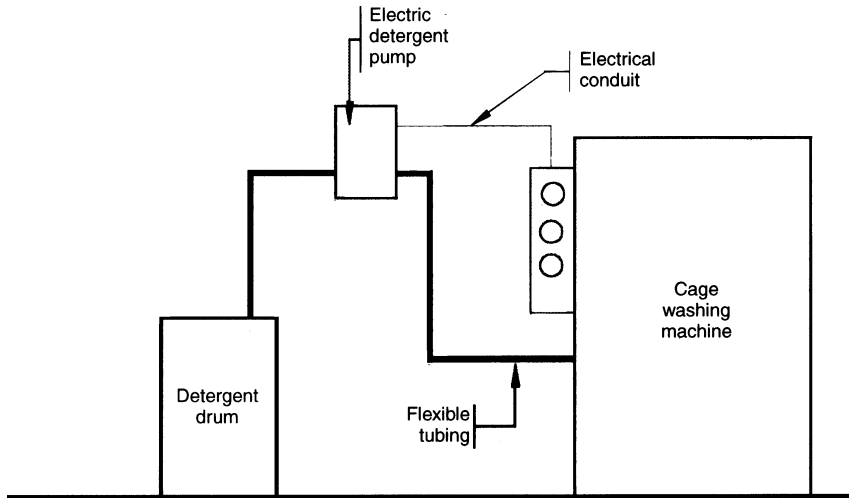 Electric
detergent
pump
Electrical
conduit
Cage
washing
machine
Detergent
drum
Flexible
tubing